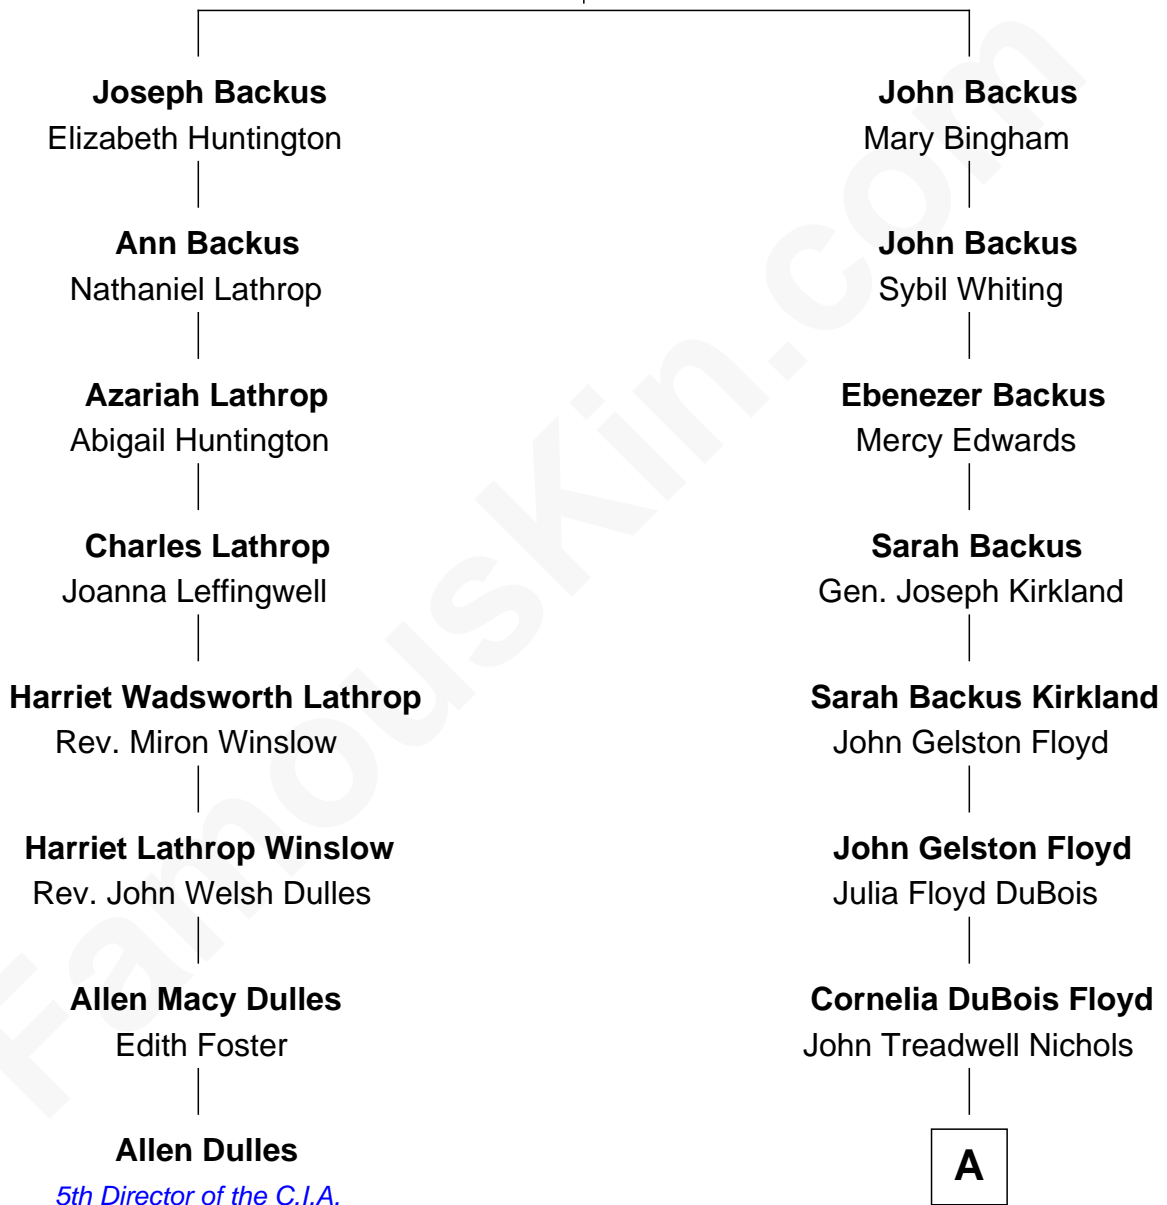 Joseph Backus
Elizabeth Huntington
Ann Backus
Nathaniel Lathrop
Azariah Lathrop
Abigail Huntington
Charles Lathrop
Joanna Leffingwell
Harriet Wadsworth Lathrop
Rev. Miron Winslow
Harriet Lathrop Winslow
Rev. John Welsh Dulles
Allen Macy Dulles
Edith Foster
Allen Dulles
5th Director of the C.I.A.
John Backus
Mary Bingham
John Backus
Sybil Whiting
Ebenezer Backus
Mercy Edwards
Sarah Backus
Gen. Joseph Kirkland
Sarah Backus Kirkland
John Gelston Floyd
John Gelston Floyd
Julia Floyd DuBois
Cornelia DuBois Floyd
John Treadwell Nichols
A
FamousKin.com